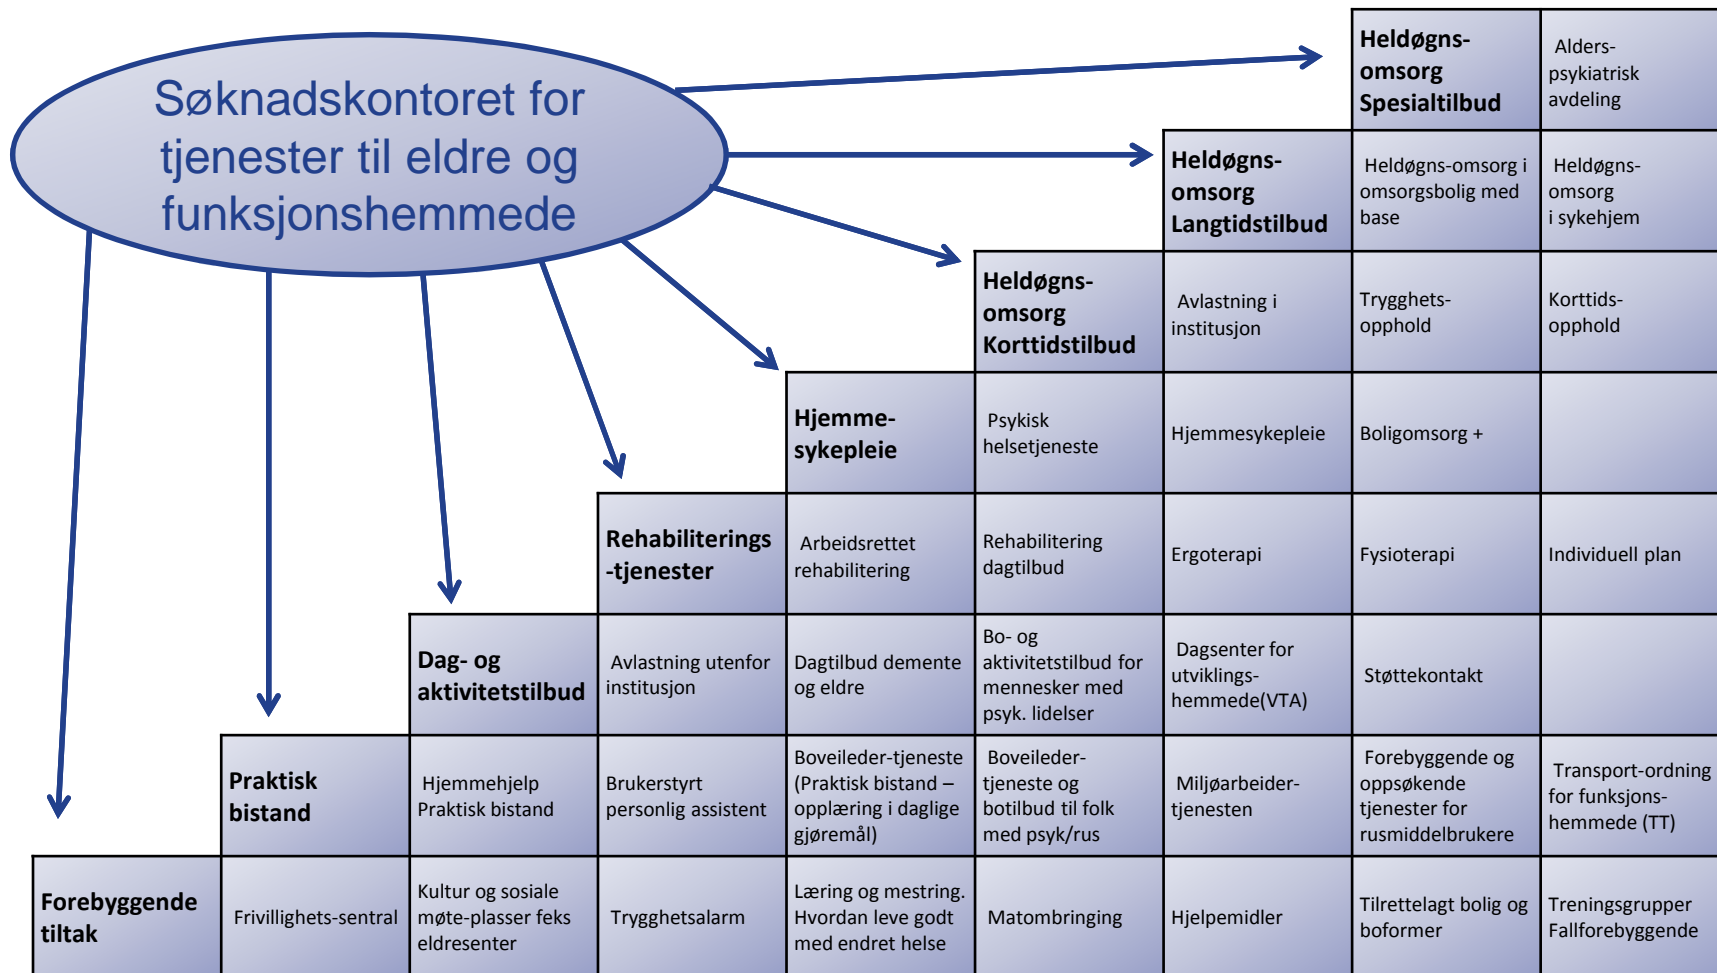 Søknadskontoret for
tjenester til eldre og
funksjonshemmede
Heldøgns-
omsorg
Spesialtilbud
Alders-
psykiatrisk
avdeling
Heldøgns-
omsorg
Langtidstilbud
Heldøgns-omsorg i
omsorgsbolig med
base
Heldøgns-
omsorg
i sykehjem
Heldøgns-
omsorg
Korttidstilbud
Avlastning i
institusjon
Trygghets-
opphold
Korttids-
opphold
Hjemme-
sykepleie
Psykisk
helsetjeneste
Hjemmesykepleie
Boligomsorg +
Rehabiliterings
-tjenester
Arbeidsrettet
rehabilitering
Rehabilitering
dagtilbud
Ergoterapi
Fysioterapi
Individuell plan
Dag- og
aktivitetstilbud
Avlastning utenfor
institusjon
Dagtilbud demente
og eldre
Bo- og
aktivitetstilbud for
mennesker med
psyk. lidelser
Dagsenter for
utviklings-
hemmede(VTA)
Støttekontakt
Praktisk
bistand
Hjemmehjelp
Praktisk bistand
Brukerstyrt
personlig assistent
Boveileder-tjeneste
(Praktisk bistand –
opplæring i daglige
gjøremål)
Boveileder-
tjeneste og
botilbud til folk
med psyk/rus
Miljøarbeider-
tjenesten
Forebyggende og
oppsøkende
tjenester for
rusmiddelbrukere
Transport-ordning
for funksjons-
hemmede (TT)
Forebyggende
tiltak
Frivillighets-sentral
Kultur og sosiale
møte-plasser feks
eldresenter
Trygghetsalarm
Læring og mestring.
Hvordan leve godt
med endret helse
Matombringing
Hjelpemidler
Tilrettelagt bolig og
boformer
Treningsgrupper
Fallforebyggende